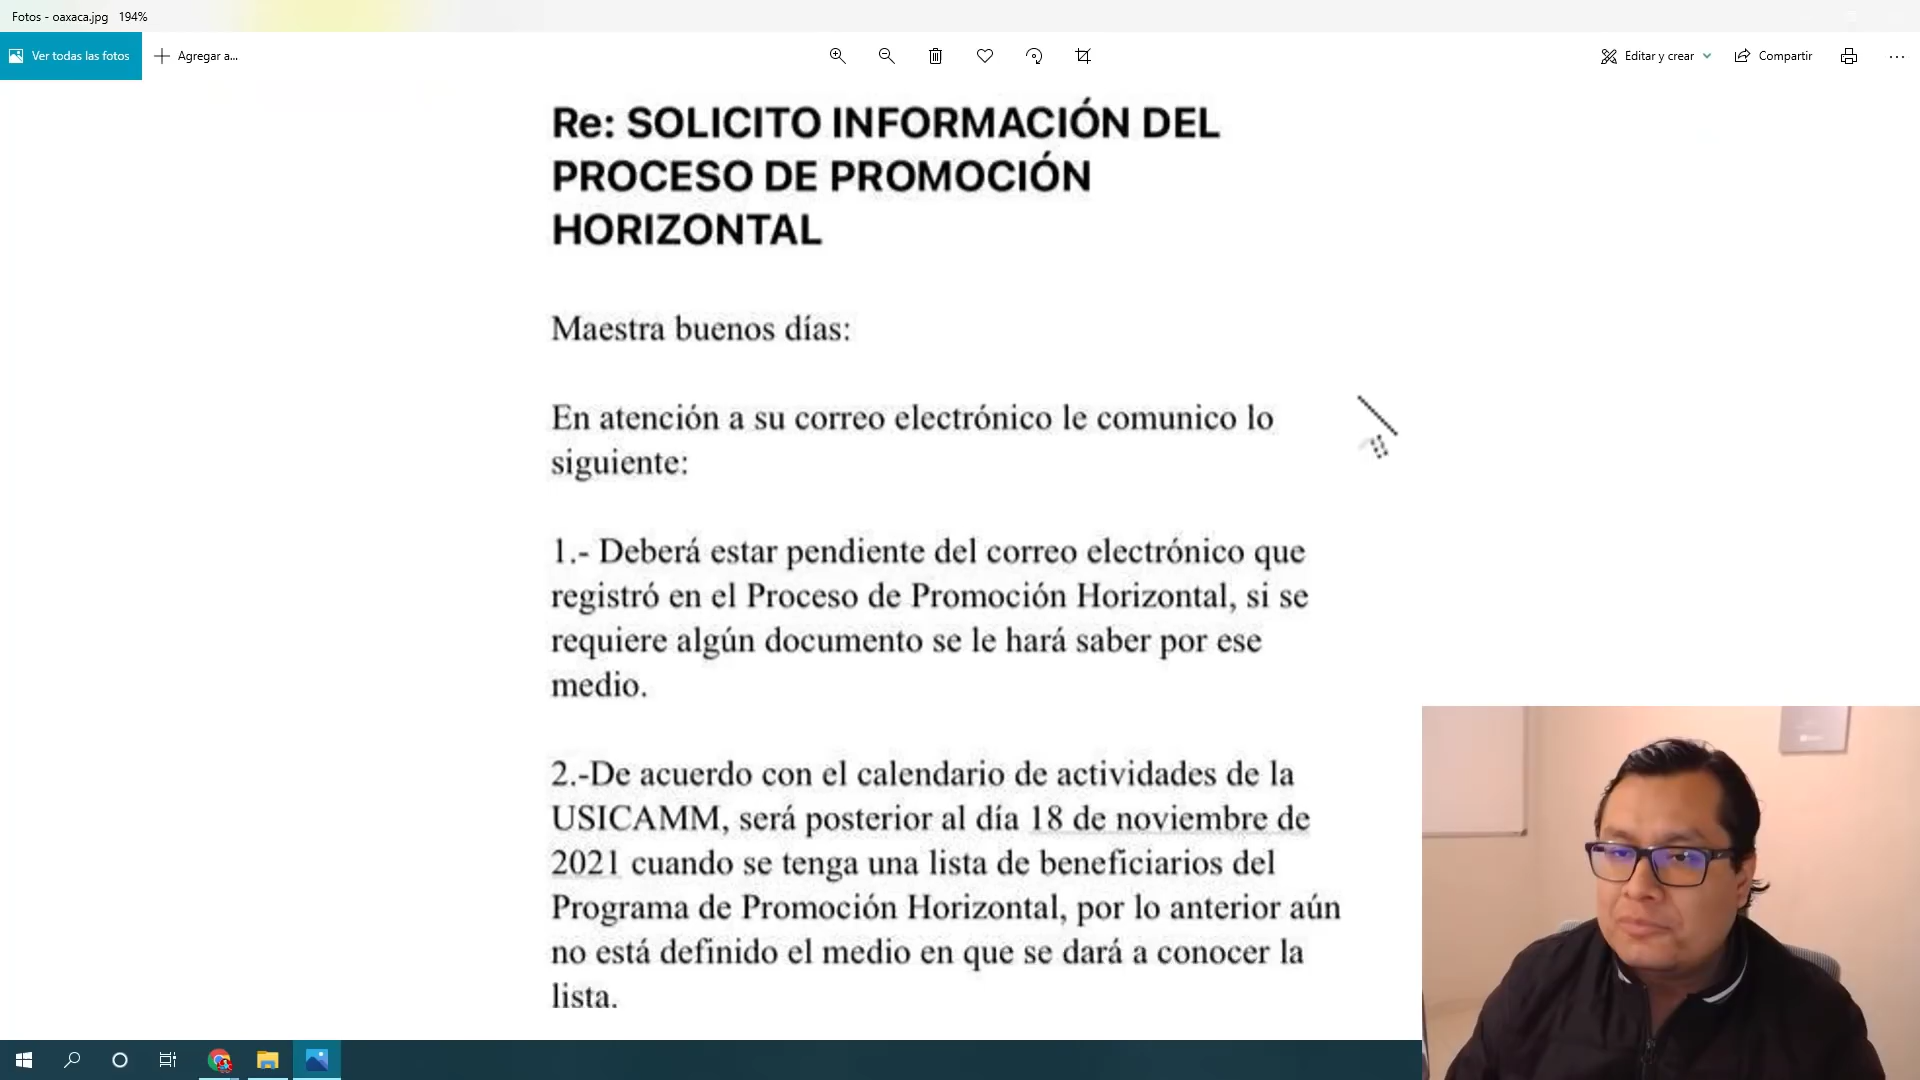 Fotos - oaxaca.jpg   194%
Ver todas las fotos
Agregar a...
Editar y crear
Compartir
Re: SOLICITO INFORMACIÓN DEL
PROCESO DE PROMOCIÓN
HORIZONTAL
Maestra buenos días:
En atención a su correo electrónico le comunico lo
siguiente:
1.- Deberá estar pendiente del correo electrónico que
registró en el Proceso de Promoción Horizontal, si se
requiere algún documento se le hará saber por ese
medio.
2.-De acuerdo con el calendario de actividades de la
USICAMM, será posterior al día 18 de noviembre de
2021 cuando se tenga una lista de beneficiarios del
Programa de Promoción Horizontal, por lo anterior aún
no está definido el medio en que se dará a conocer la
lista.